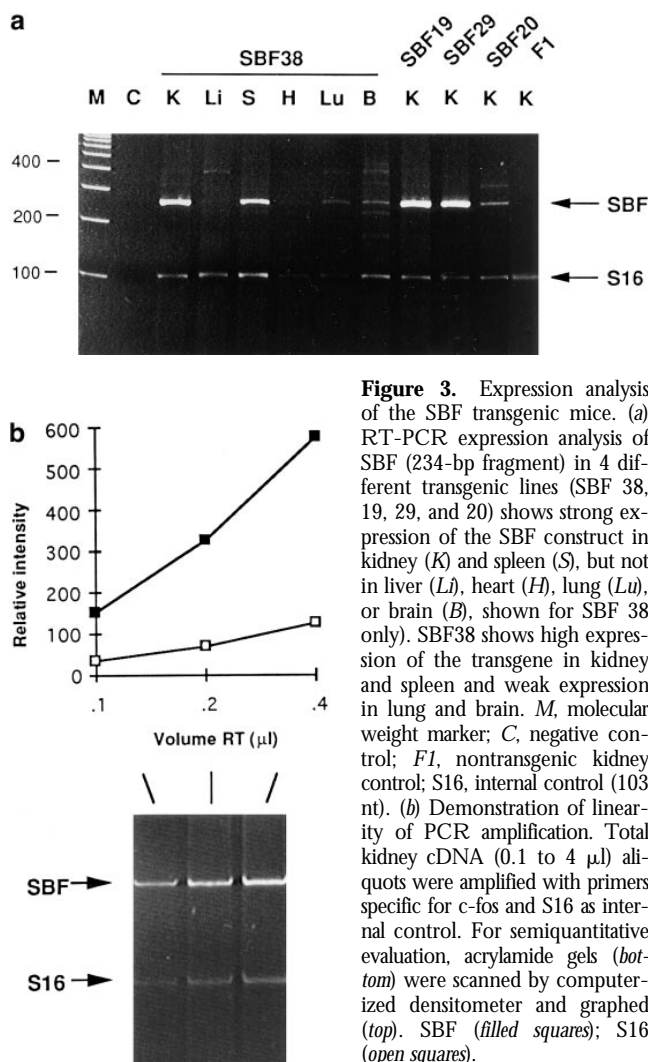 a
SBF38
SBF19
SBF29
SBF20
F1
M C K Li S H Lu B K K K K
400
200
100
SBF
S16
b
600
500
400
300
200
100
0
Relative intensity
.1 .2 .4
Volume RT (µl)
SBF
S16
Figure 3. Expression analysis
of the SBF transgenic mice. (a)
RT-PCR expression analysis of
SBF (234-bp fragment) in 4 dif-
ferent transgenic lines (SBF 38,
19, 29, and 20) shows strong ex-
pression of the SBF construct in
kidney (K) and spleen (S), but not
in liver (Li), heart (H), lung (Lu),
or brain (B), shown for SBF 38
only). SBF38 shows high expres-
sion of the transgene in kidney
and spleen and weak expression
in lung and brain. M, molecular
weight marker; C, negative con-
trol; F1, nontransgenic kidney
control; S16, internal control (103
nt). (b) Demonstration of linear-
ity of PCR amplification. Total
kidney cDNA (0.1 to 4 µl) ali-
quots were amplified with primers
specific for c-fos and S16 as inter-
nal control. For semiquantitative
evaluation, acrylamide gels (bot-
tom) were scanned by computer-
ized densitometer and graphed
(top). SBF (filled squares); S16
(open squares).